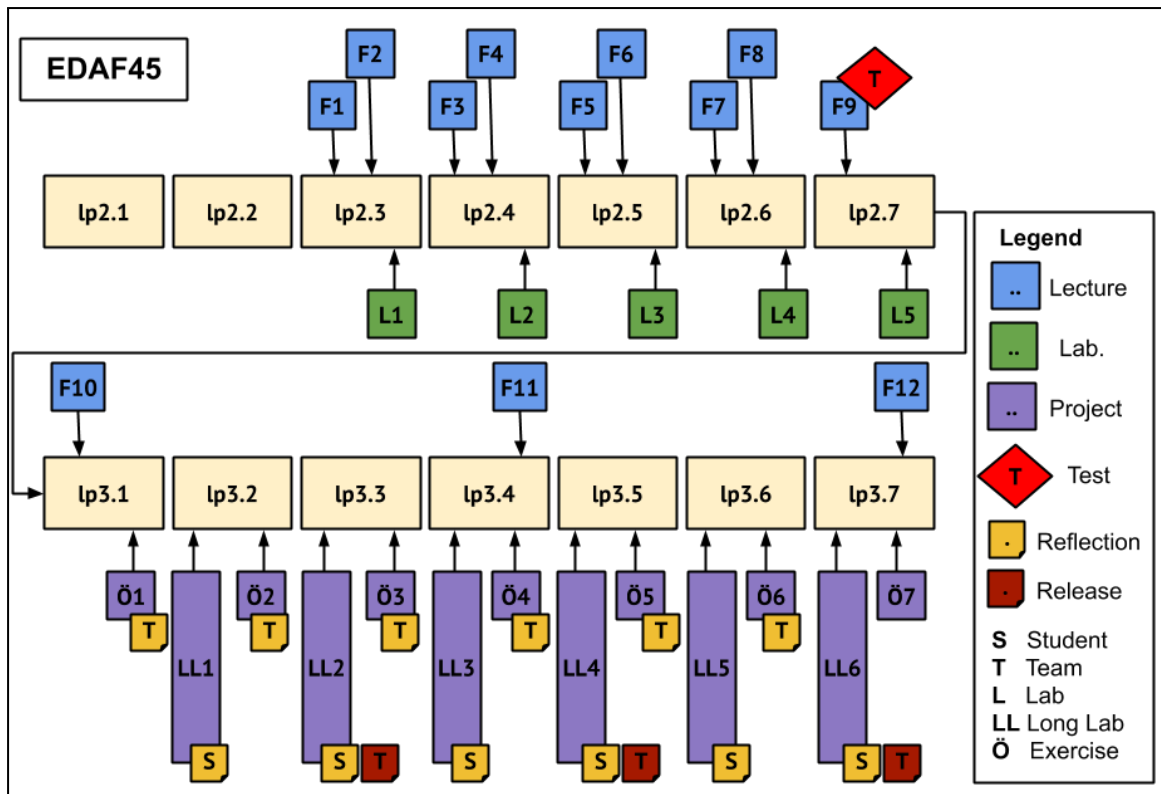 EDAF45
F2
F4
F6
F8
T
F1
F3
F5
F7
F9
lp2.1
lp2.2
lp2.3
lp2.4
lp2.5
lp2.6
lp2.7
L1
L2
L3
L4
L5
F10
F11
F12
lp3.1
lp3.2
lp3.3
lp3.4
lp3.5
lp3.6
lp3.7
Ö1
Ö2
Ö3
Ö4
Ö5
Ö6
Ö7
T
T
T
T
T
T
LL1
LL2
LL3
LL4
LL5
LL6
S
S
T
S
S
T
S
S
T
Legend
.. Lecture
.. Lab.
.. Project
T Test
. Reflection
. Release
S Student
T Team
L Lab
LL Long Lab
Ö Exercise